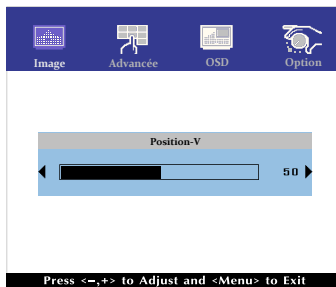 Image Advancée OSD Option
Position-V
50
Press <–,+> to Adjust and <Menu> to Exit